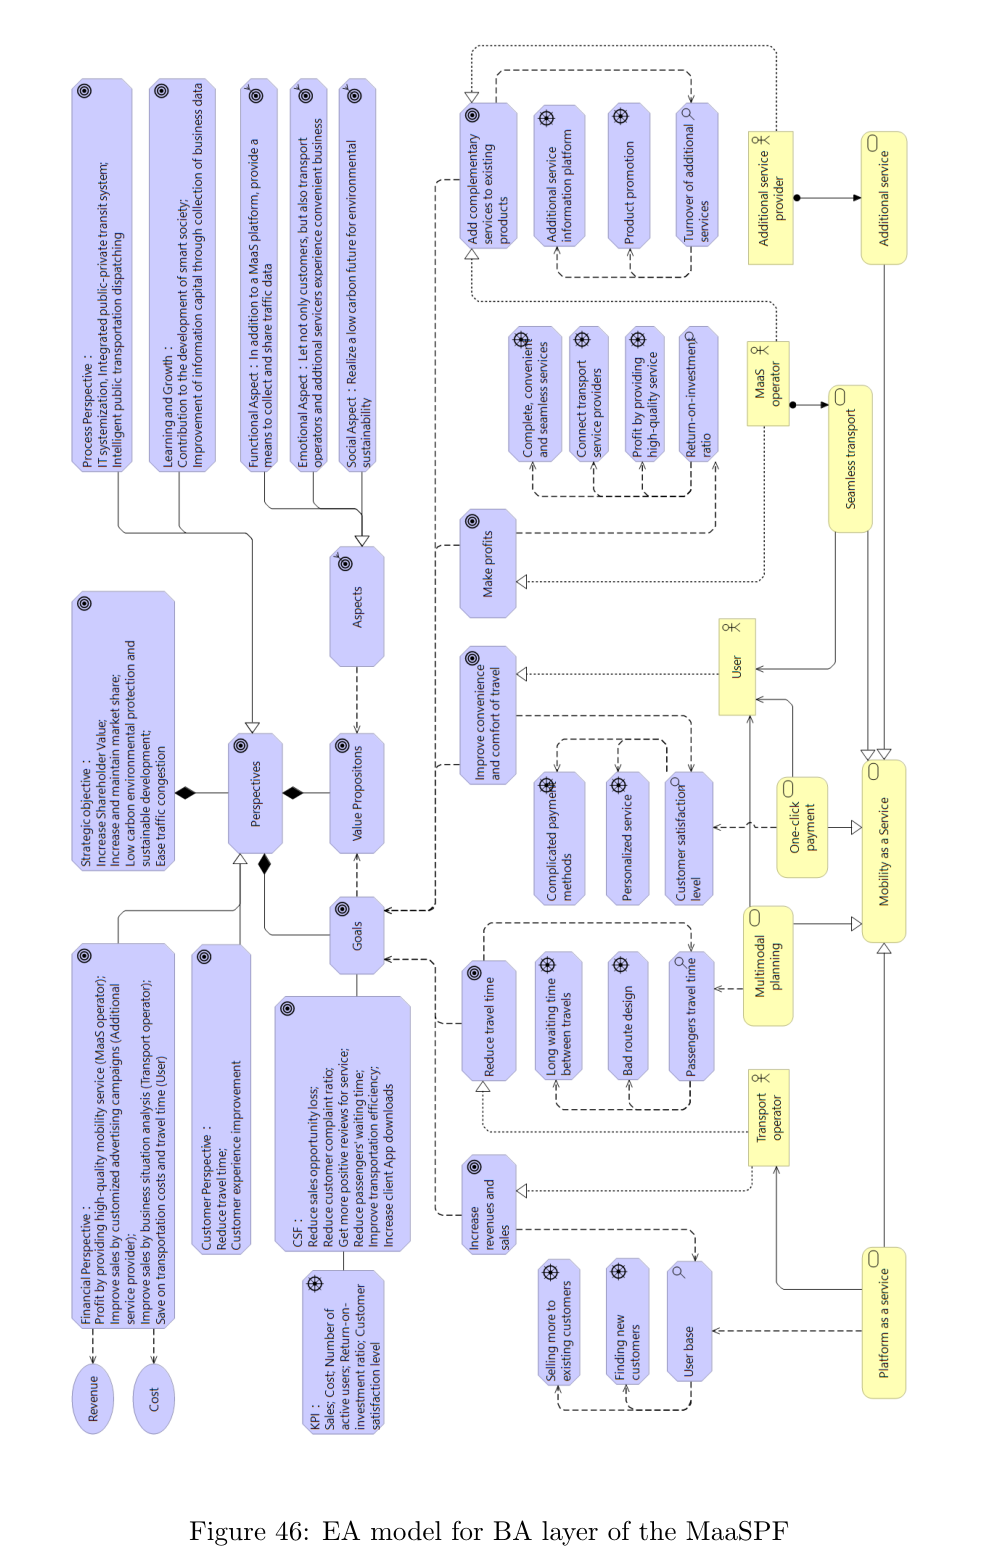 Process Perspective：
IT systemization, Integrated public-private transit system;
Intelligent public transportation dispatching
Learning and Growth：
Contribution to the development of smart society;
Improvement of information capital through collection of business data
Functional Aspect：In addition to a MaaS platform, provide a
means to collect and share traffic data
Emotional Aspect：Let not only customers, but also transport
operators and addtional servicers experience convenient business
Social Aspect：Realize a low carbon future for environmental
sustainability
Strategic objective：
Increase Shareholder Value;
Increase and maintain market share;
Low carbon environmental protection and
sustainable development;
Ease traffic congestion
Perspectives
Value Propositons
Aspects
Goals
Financial Perspective：
Profit by providing high-quality mobility service (MaaS operator);
Improve sales by customized advertising campaigns (Additional
service provider);
Improve sales by business situation analysis (Transport operator);
Save on transportation costs and travel time (User)
Customer Perspective：
Reduce travel time;
Customer experience improvement
CSF：
Reduce sales opportunity loss;
Reduce customer complaint ratio;
Get more positive reviews for service;
Reduce passengers' waiting time;
Improve transportation efficiency;
Increase client App downloads
KPI：
Sales; Cost; Number of
active users; Return-on-
investment ratio; Customer
satisfaction level
Revenue
Cost
Add complementary
services to existing
products
Additional service
information platform
Product promotion
Turnover of additional
services
Additional service
provider
Additional service
Make profits
Complete, convenient
and seamless services
Connect transport
service providers
Profit by providing
high-quality service
Return-on-investment
ratio
MaaS
operator
Seamless transport
Improve convenience
and comfort of travel
Complicated payment
methods
Personalized service
Customer satisfaction
level
User
One-click
payment
Mobility as a Service
Reduce travel time
Long waiting time
between travels
Bad route design
Passengers travel time
Multimodal
planning
Transport
operator
Increase
revenues and
sales
Selling more to
existing customers
Finding new
customers
User base
Platform as a service
Figure 46: EA model for BA layer of the MaaSPF